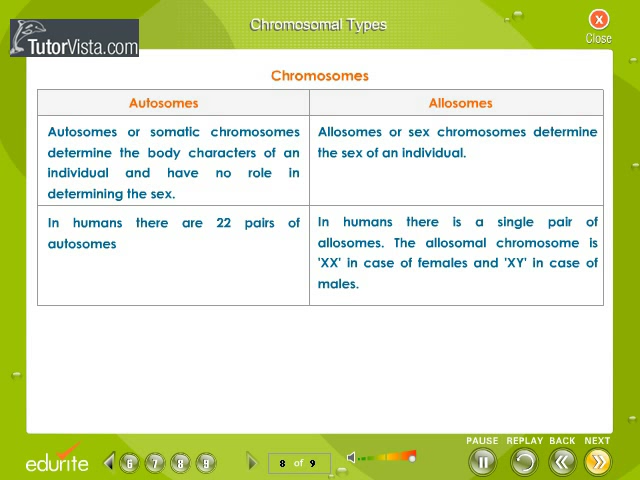 Chromosomal Types
X
Close
TutorVista.com
Chromosomes
Autosomes
Allosomes
Autosomes or somatic chromosomes
determine the body characters of an
individual and have no role in
determining the sex.
Allosomes or sex chromosomes determine
the sex of an individual.
In humans there are 22 pairs of
autosomes
In humans there is a single pair of
allosomes. The allosomal chromosome is
'XX' in case of females and 'XY' in case of
males.
PAUSE REPLAY BACK NEXT
edurite
6 7 8 9
8 of 9